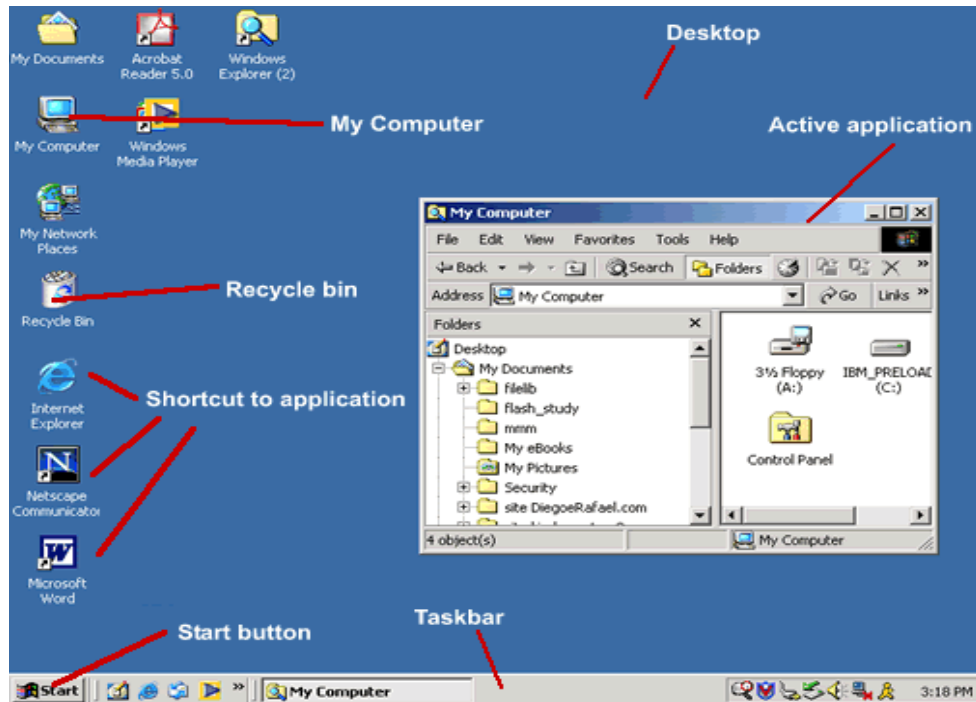 My Documents
Acrobat
Reader 5.0
Windows
Explorer (2)
Desktop
My Computer
Windows
Media Player
My Computer
Active application
My Network
Places
Recycle Bin
Recycle bin
Internet
Explorer
Shortcut to application
Netscape
Communicator
Microsoft
Word
My Computer
File Edit View Favorites Tools Help
Back Search Folders »
Address My Computer Go Links »
Folders
Desktop
My Documents
filelib
flash_study
mmm
My eBooks
My Pictures
Security
site DiegoeRafael.com
3½ Floppy
(A:)
IBM_PRELOAD
(C:)
Control Panel
4 object(s) My Computer
Start button
Taskbar
Start » My Computer 3:18 PM